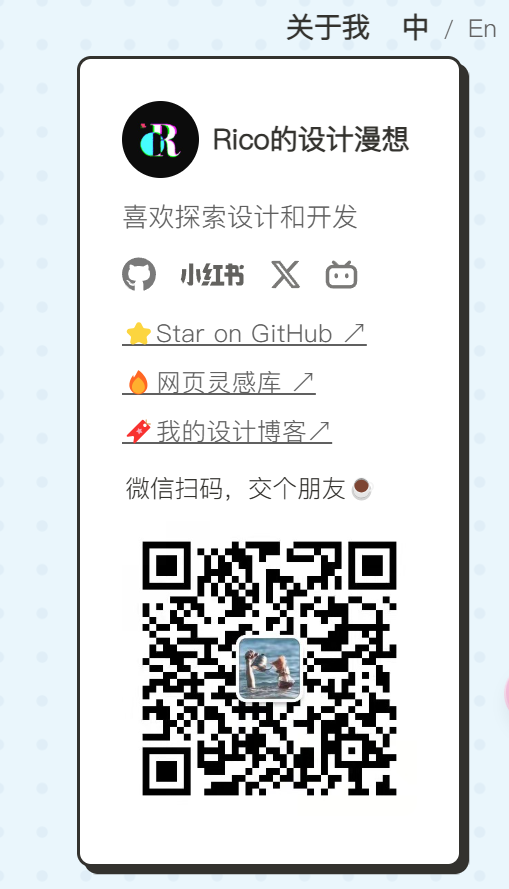 关于我 中 / En
Rico的设计漫想
喜欢探索设计和开发
小红书
⭐Star on GitHub ↗
🔥网页灵感库 ↗
🧨我的设计博客↗
微信扫码，交个朋友☕